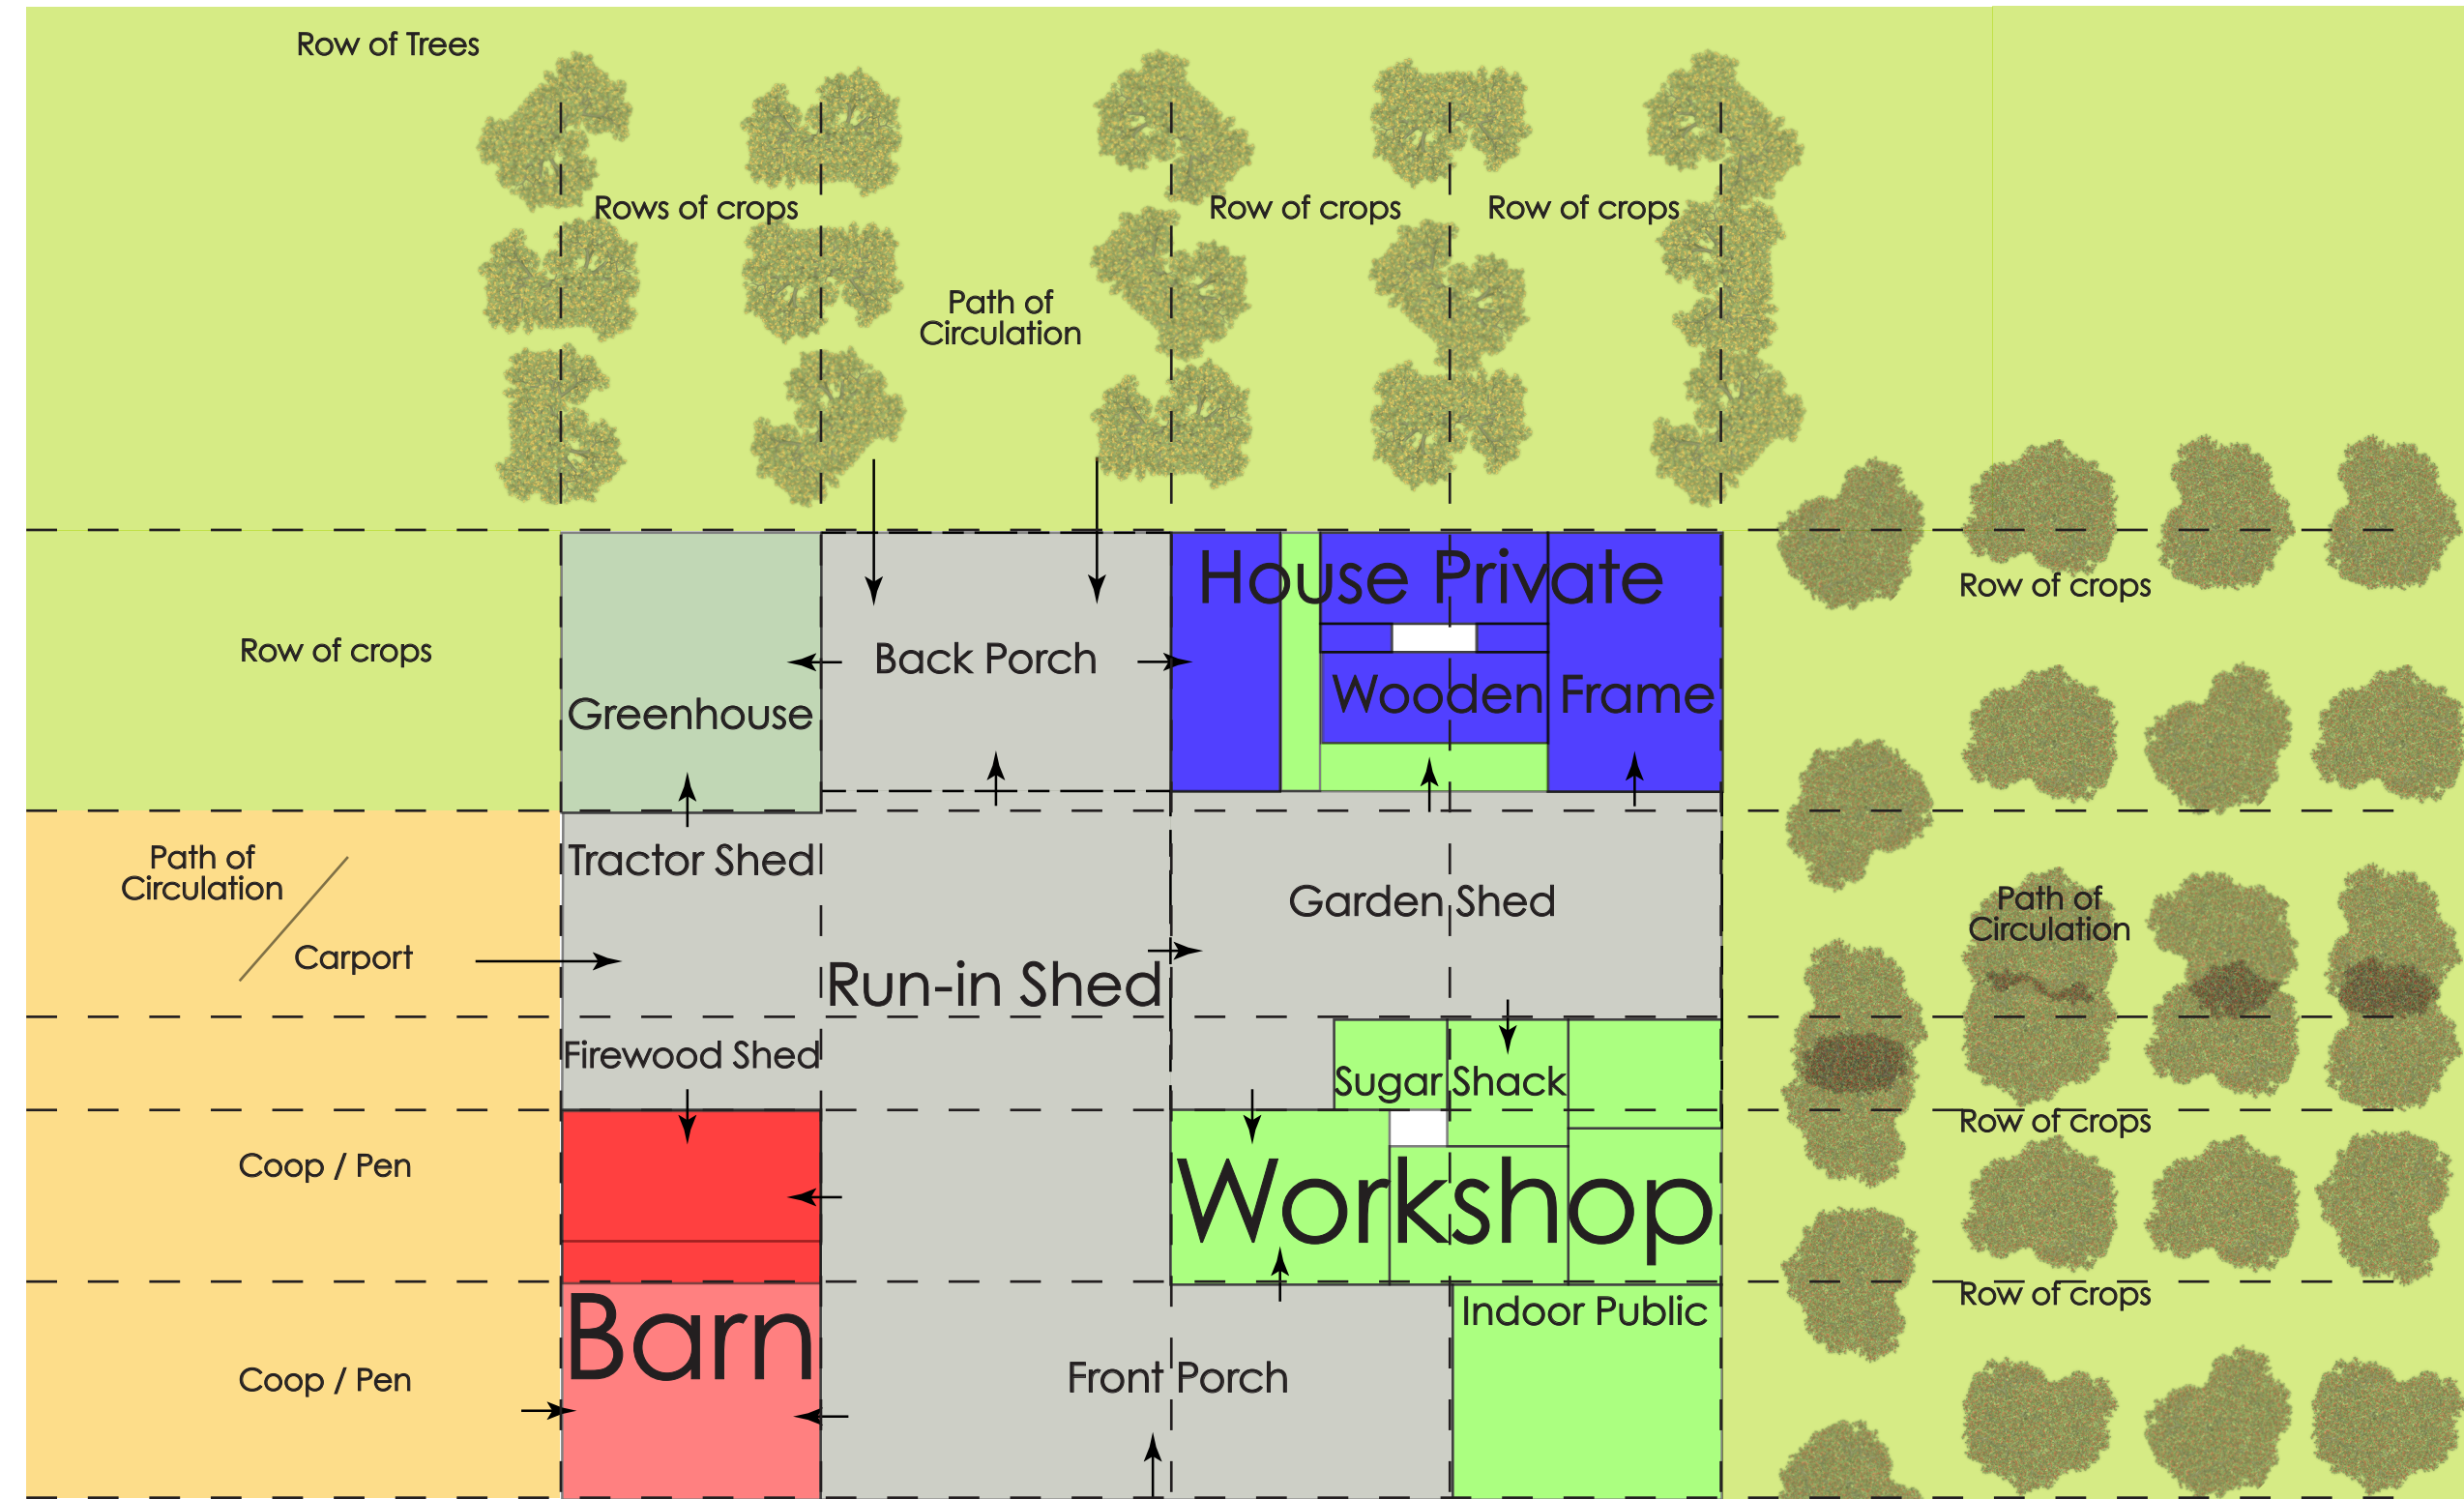 Row of Trees
Rows of crops
Row of crops
Row of crops
Path of
Circulation
House Private
Row of crops
Row of crops
Back Porch
Greenhouse
Wooden Frame
Path of
Circulation
Tractor Shed
Garden Shed
Path of
Circulation
Carport
Run-in Shed
Firewood Shed
Sugar Shack
Row of crops
Coop / Pen
Workshop
Row of crops
Barn
Indoor Public
Coop / Pen
Front Porch